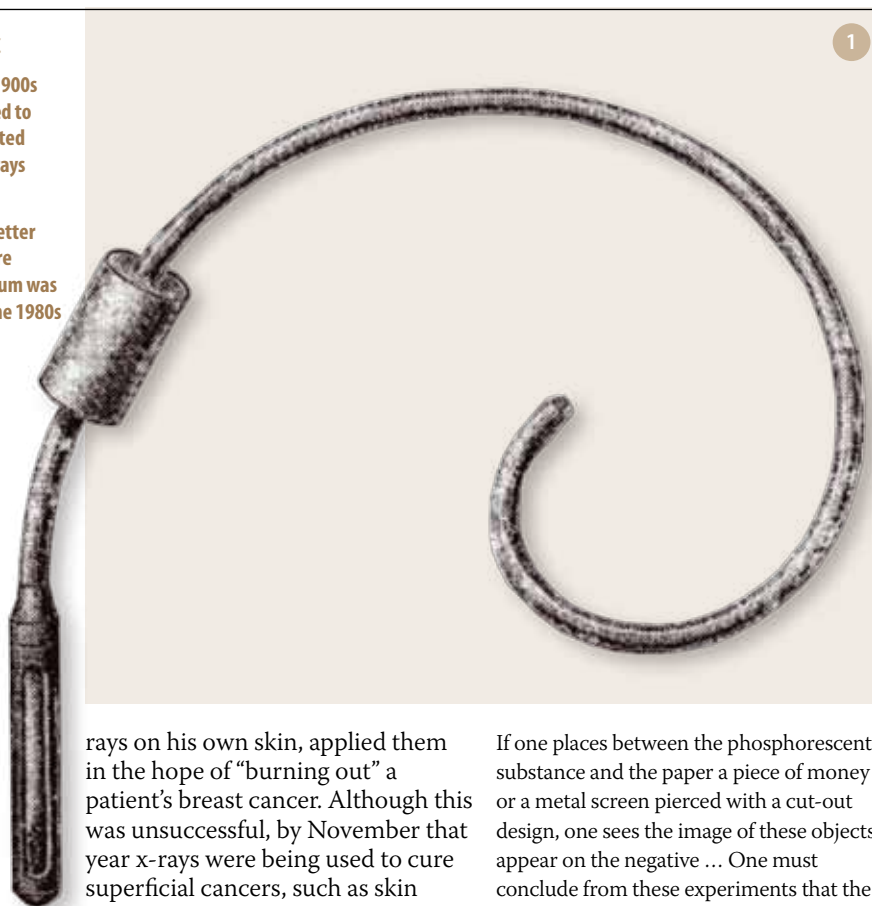 1
900s
ed to
ted
ays
etter
re
um was
he 1980s
rays on his own skin, applied them
in the hope of “burning out” a
patient’s breast cancer. Although this
was unsuccessful, by November that
year x-rays were being used to cure
superficial cancers, such as skin
If one places between the phosphorescent
substance and the paper a piece of money
or a metal screen pierced with a cut-out
design, one sees the image of these objects
appear on the negative … One must
conclude from these experiments that the